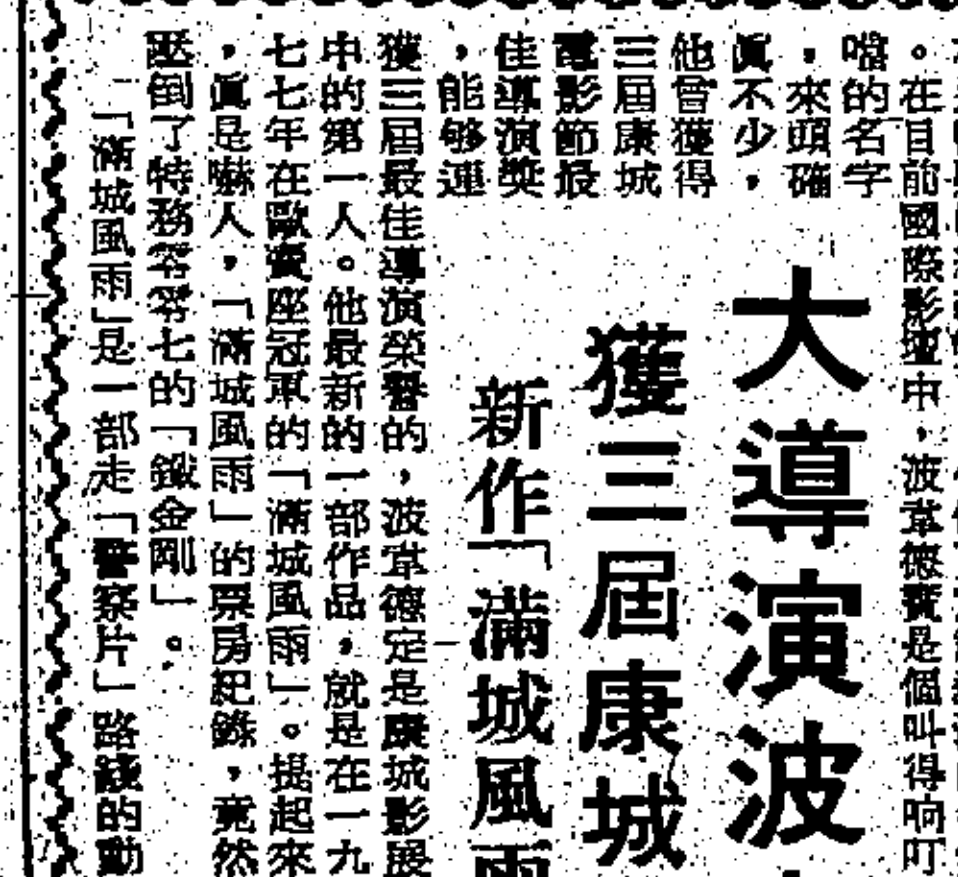 。在目前國際影壇中,波韋德實是個叫得响叮
噹的名字
,來頭確
眞不少,
他曾獲得
三屆康城
電影節最
佳導演獎
,能够連
大導演波
獲三屆康城
新作「滿城風雨
獲三屆最佳導演榮譽的,波韋德定是康城影展
中的第一人。他最新的一部作品,就是在一九
七七年在歐賣座冠軍的「滿城風雨」。提起來
,眞是嚇人,「滿城風雨」的票房紀錄,竟然
壓倒了特務零零七的「鐵金剛」。
「滿城風雨」是一部走「警察片」路綫的動